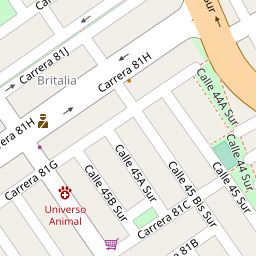 Sur
Carrera 81J
Carrera 81H
Britalia
Calle 44A Sur
Carrera 81H
Calle 44 Sur
Carrera 81G
Calle 45A Sur
Calle 45 Bis Sur
Calle 45 Sur
Calle 45B Sur
Universo
Animal
Carrera 81C
Carrera 81B